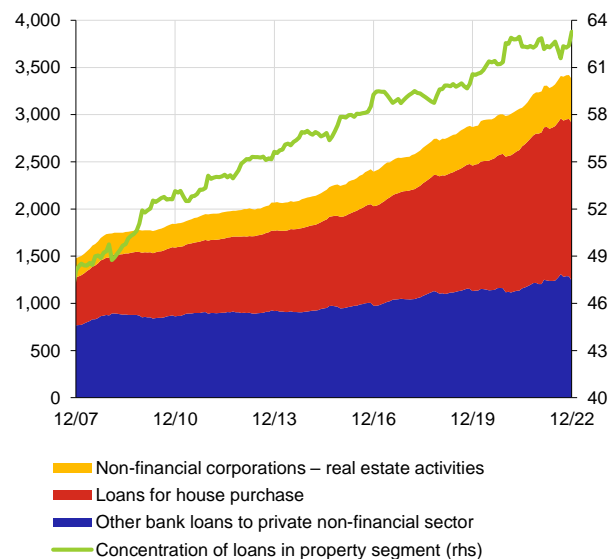 4,000 64
3,500 61
3,000 58
2,500 55
2,000 52
1,500 49
1,000 46
500 43
0 40
12/07 12/10 12/13 12/16 12/19 12/22
Non-financial corporations – real estate activities
Loans for house purchase
Other bank loans to private non-financial sector
Concentration of loans in property segment (rhs)